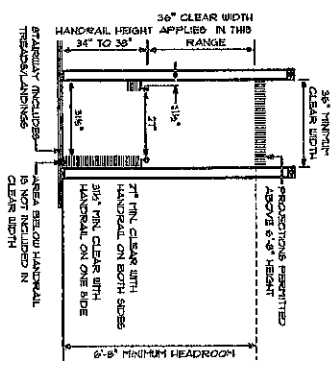 36" CLEAR WIDTH
HANDRAIL HEIGHT APPLIES IN THIS
34" TO 38"
RANGE
36" MINIMUM
CLEAR WIDTH
PROJECTIONS PERMITTED
ABOVE 6'-8" HEIGHT
4½"
27"
31½"
27" MIN. CLEAR WITH
HANDRAIL ON BOTH SIDES
31½" MIN. CLEAR WITH
HANDRAIL ON ONE SIDE
AREA BELOW HANDRAIL
IS NOT INCLUDED IN
CLEAR WIDTH
STAIRWAY (INCLUDES
TREADS/LANDINGS
6'-8" MINIMUM HEADROOM